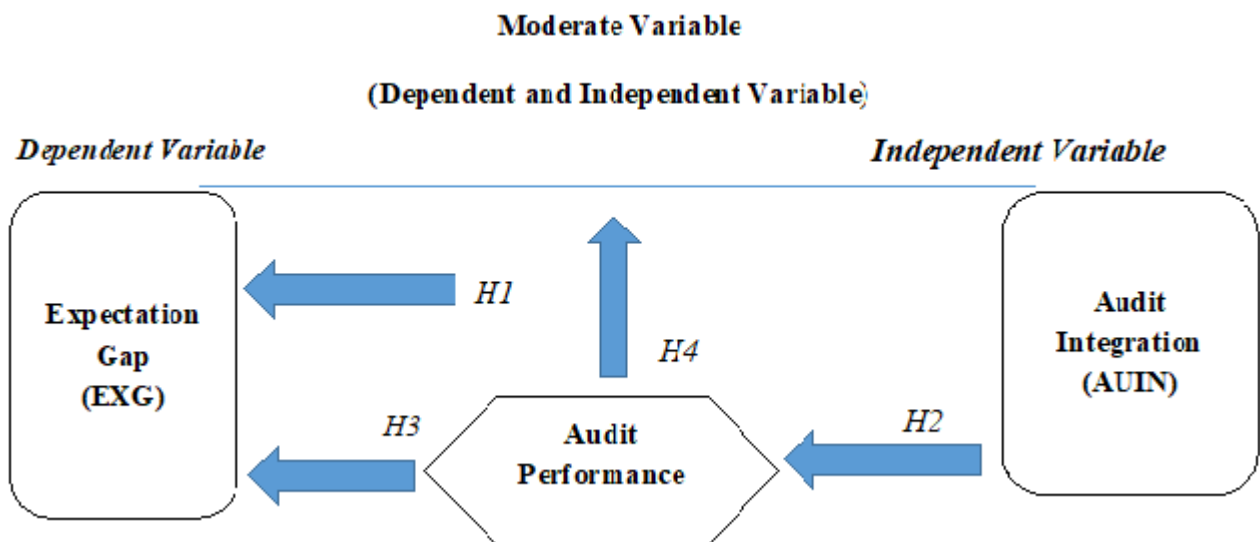 Moderate Variable
(Dependent and Independent Variable)
Dependent Variable
Independent Variable
H1
Expectation
Gap
(EXG)
Audit
Integration
(AUIN)
H4
H3
H2
Audit
Performance